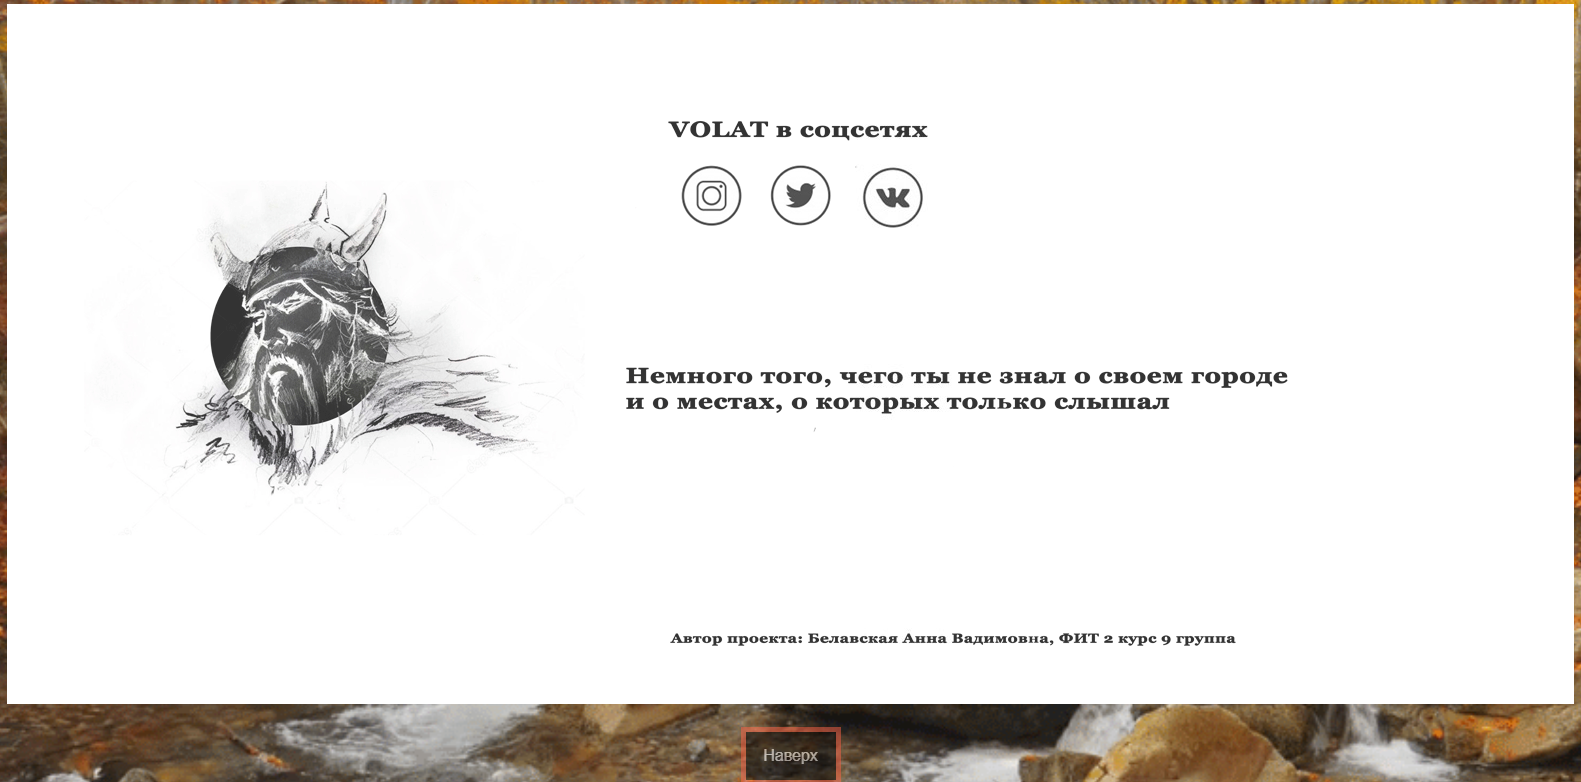 VOLAT в соцсетях
Немного того, чего ты не знал о своем городе
и о местах, о которых только слышал
Автор проекта: Белавская Анна Вадимовна, ФИТ 2 курс 9 группа
Наверх